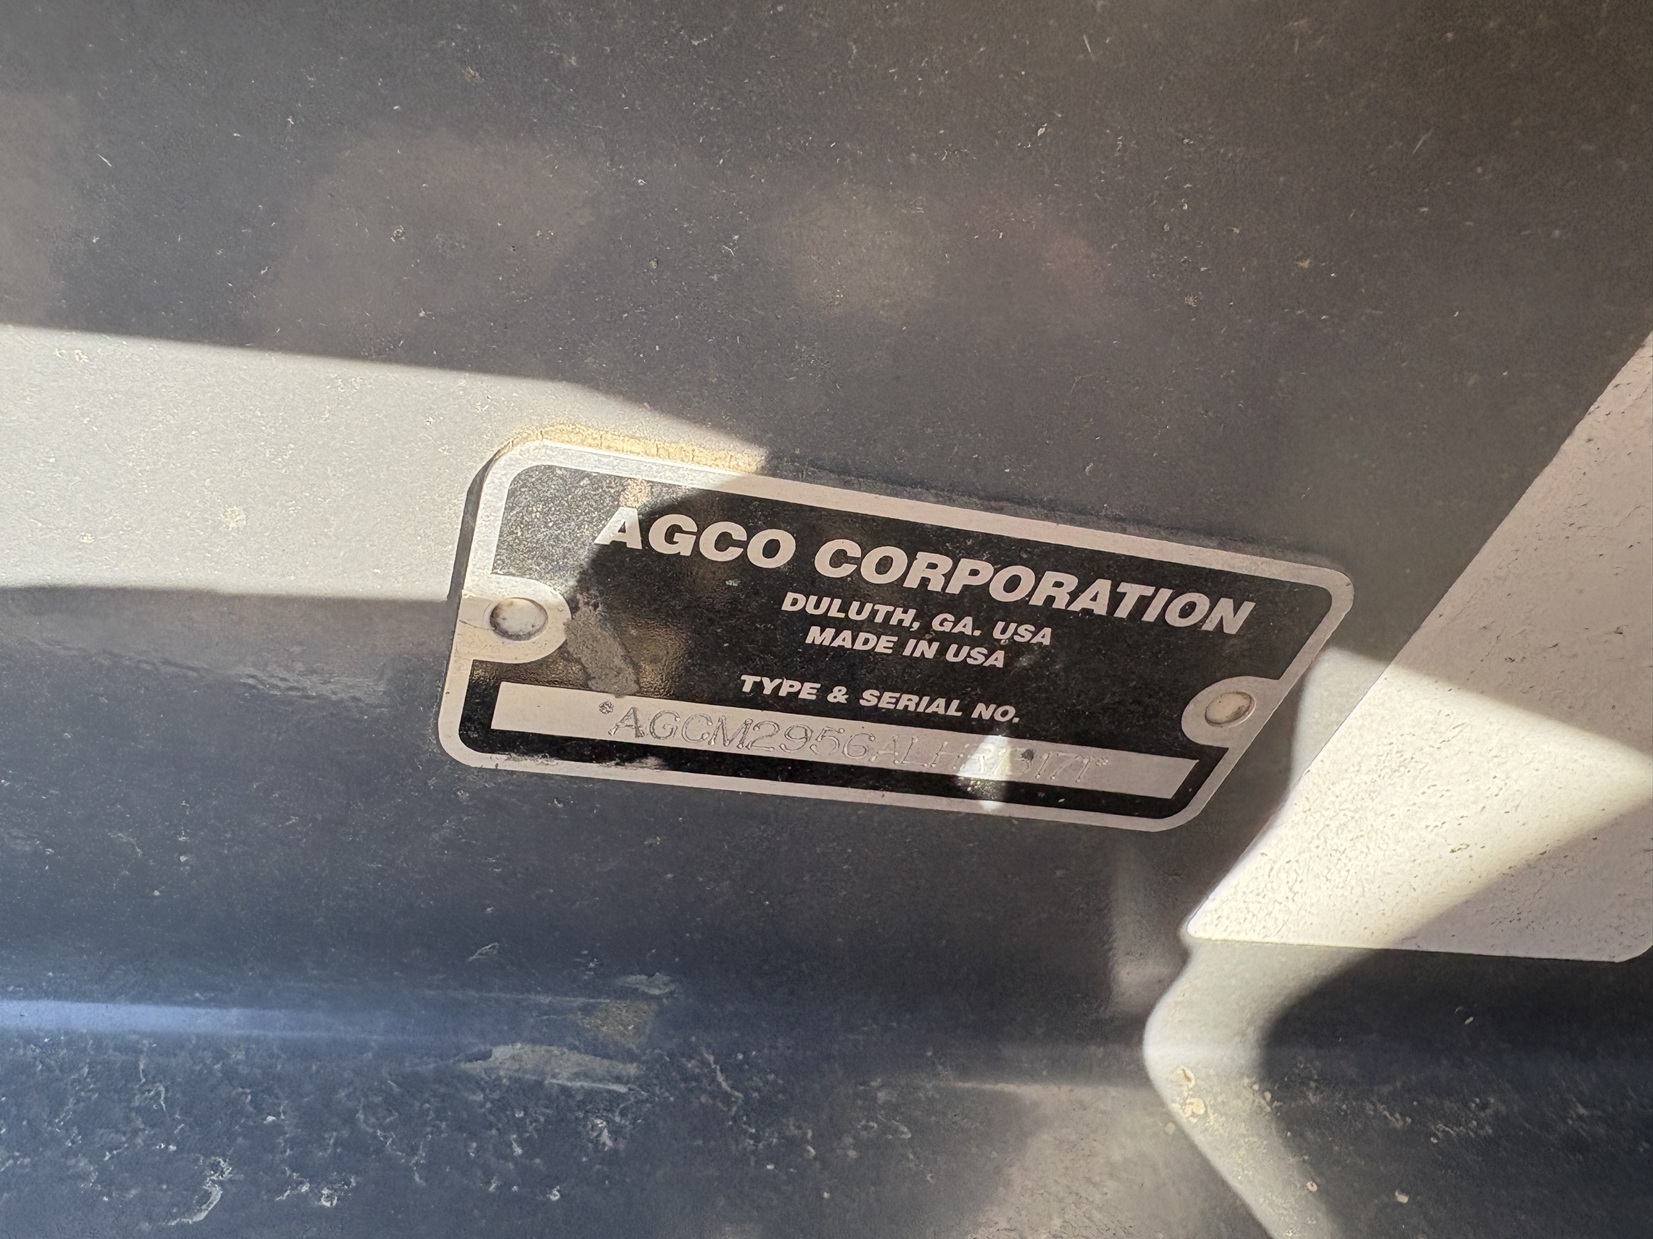 AGCO CORPORATION
DULUTH, GA. USA
MADE IN USA
TYPE & SERIAL NO.